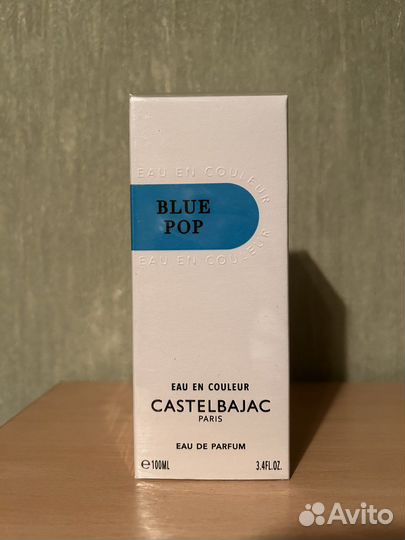 EAU EN COULEUR
BLUE
POP
EAU EN COULEUR
EAU EN COULEUR
CASTELBAJAC
PARIS
EAU DE PARFUM
℮100ML 3.4FL.OZ.
Avito